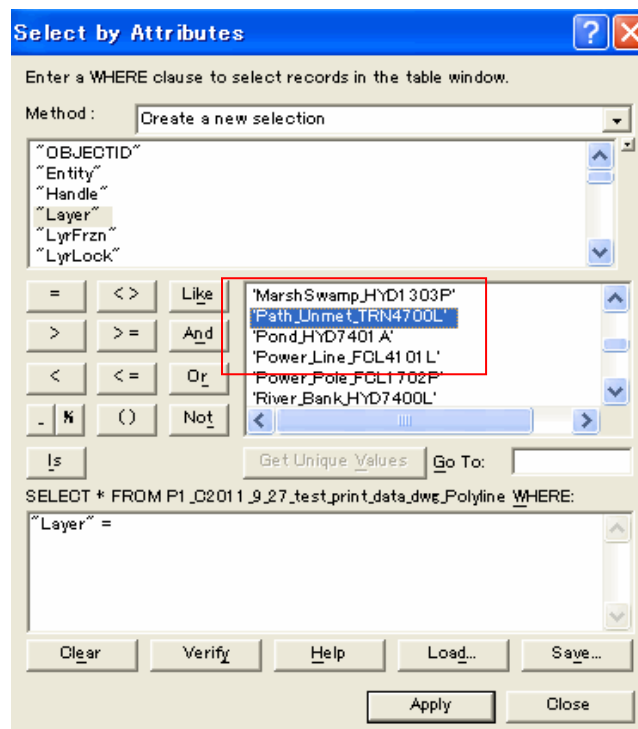 Select by Attributes
Enter a WHERE clause to select records in the table window.
Method : Create a new selection
"OBJECTID"
"Entity"
"Handle"
"Layer"
"LyrFrzn"
"LyrLock"
= <> Like
> >= And
< <= Or
_ % () Not
Is
'MarshSwamp_HYD1303P'
'Path_Unmet_TRN4700L'
'Pond_HYD7401A'
'Power_Line_FCL4101L'
'Power_Pole_FCL1702P'
'River_Bank_HYD7400L'
Get Unique Values Go To:
SELECT * FROM P1_C2011_9_27_test_print_data_dwg_Polyline WHERE:
"Layer" =
Clear Verify Help Load... Save...
Apply Close